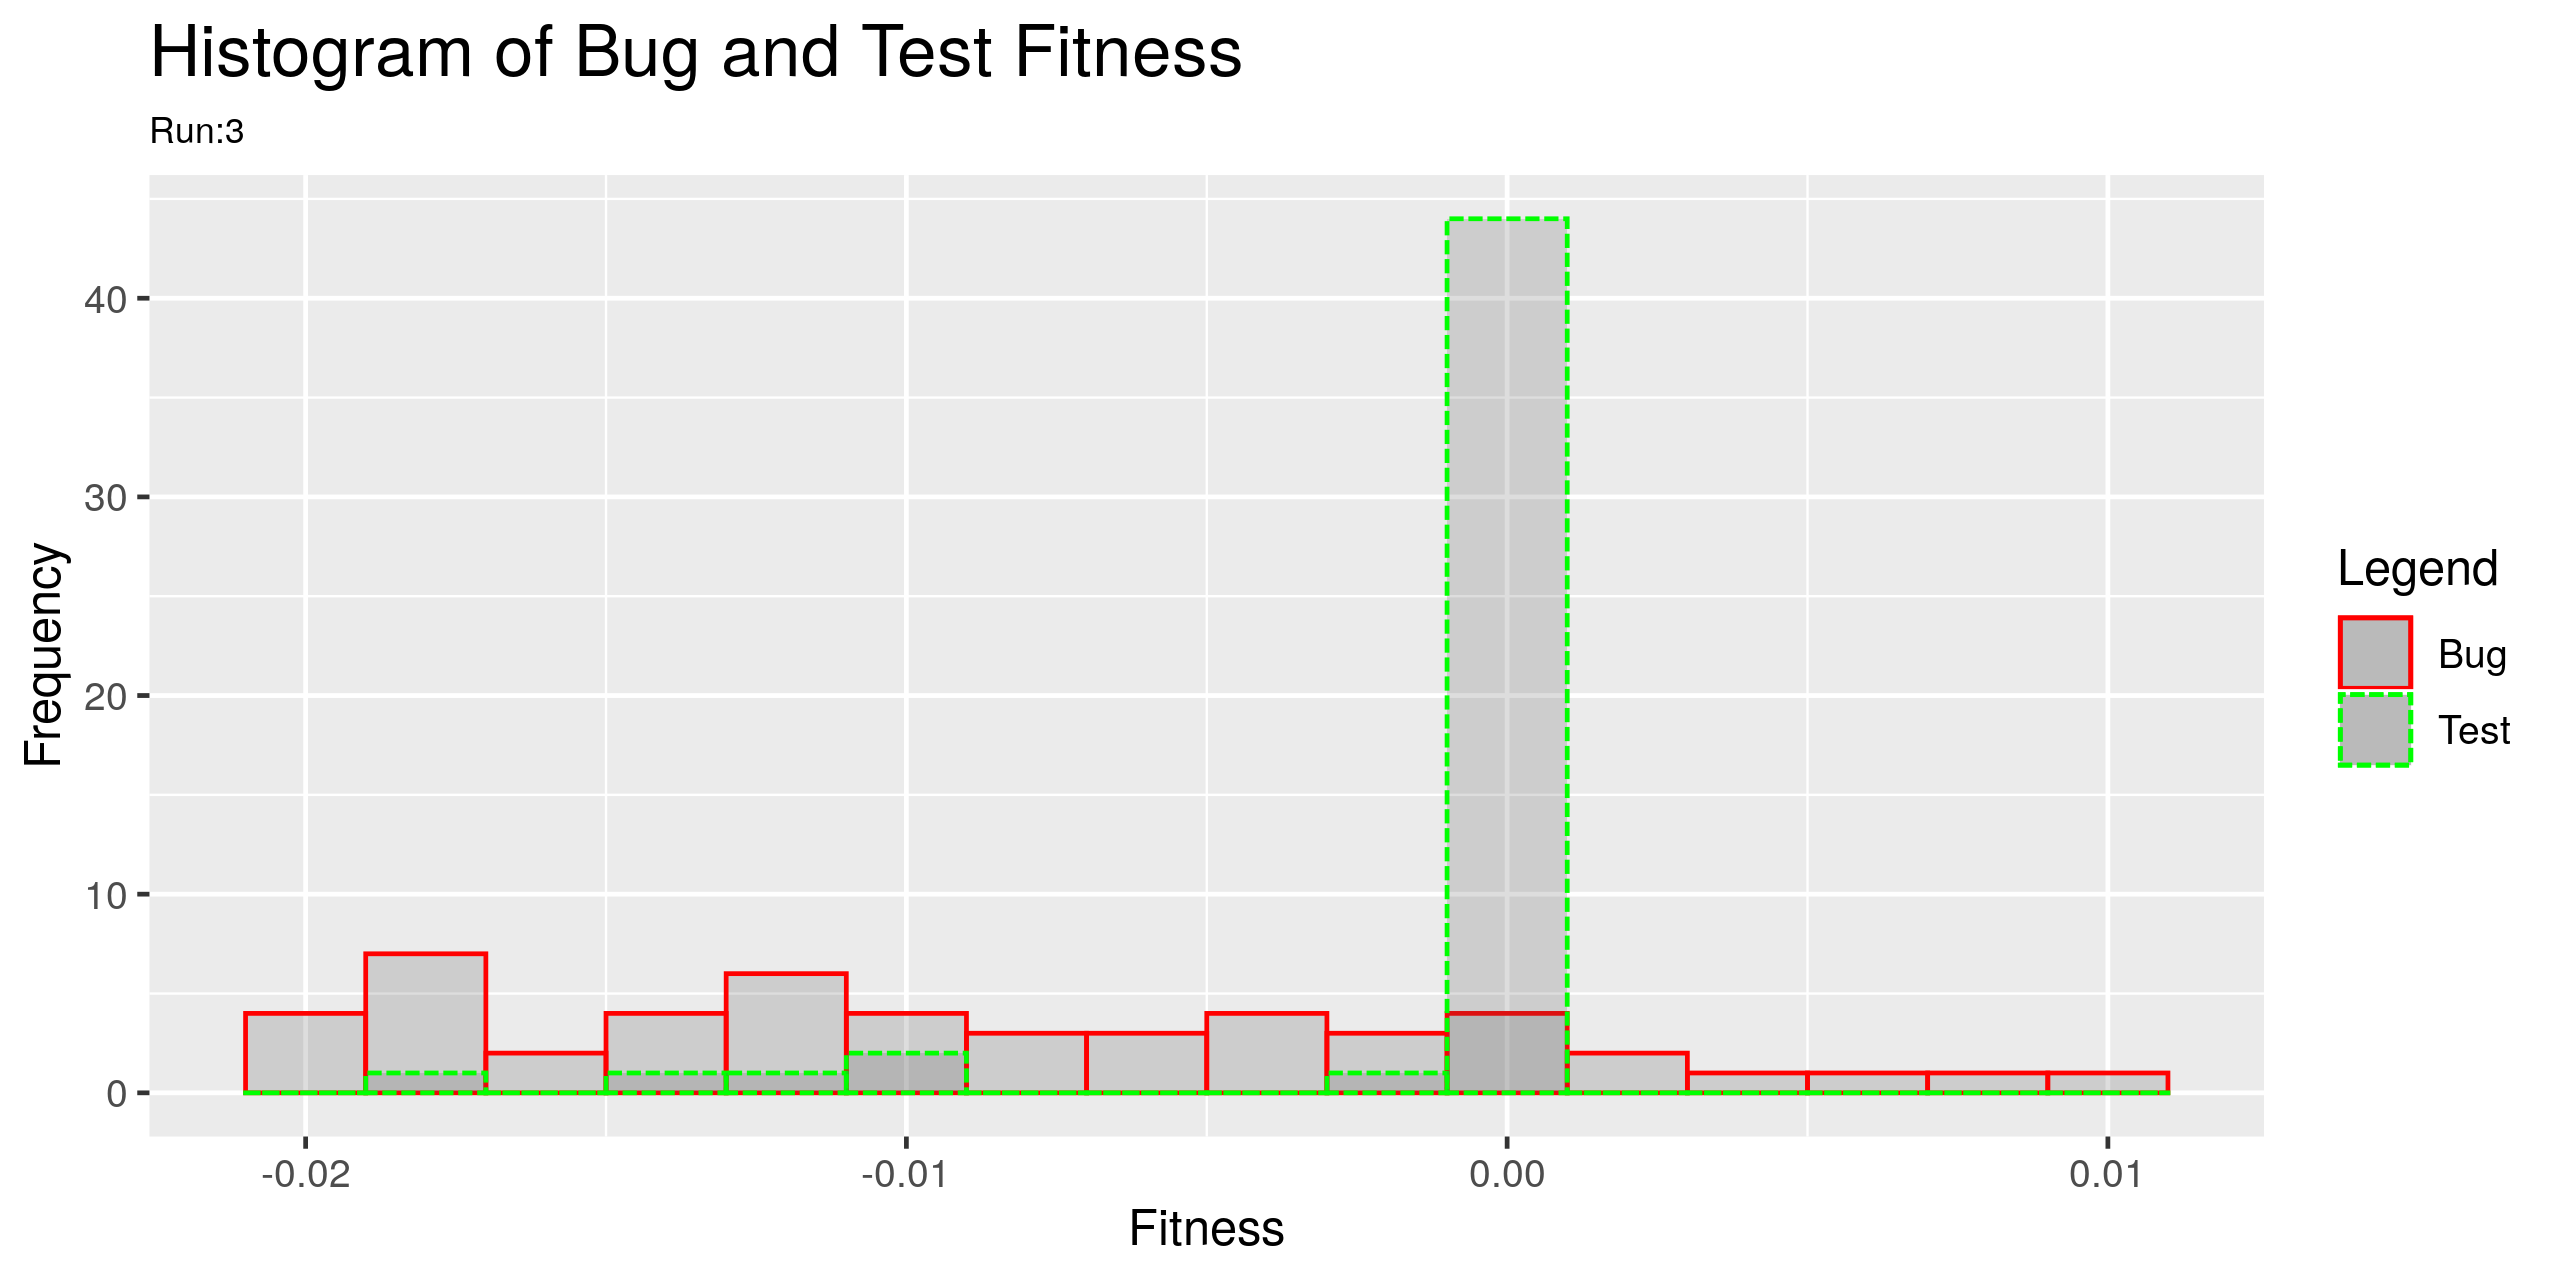 Histogram of Bug and Test Fitness
Run:3
Frequency
40
30
20
10
0
-0.02
-0.01
0.00
0.01
Fitness
Legend
Bug
Test